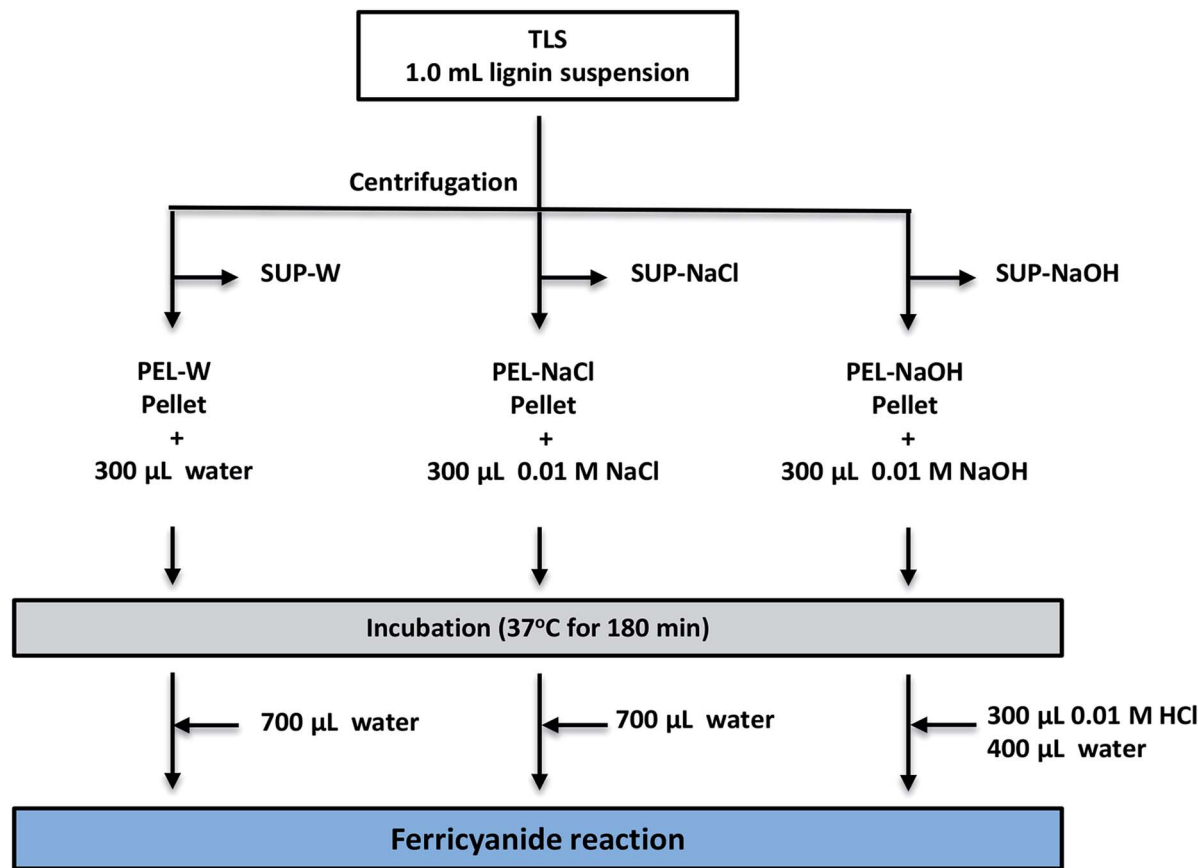 TLS
1.0 mL lignin suspension
Centrifugation
SUP-W
SUP-NaCl
SUP-NaOH
PEL-W
Pellet
+
300 µL water
PEL-NaCl
Pellet
+
300 µL 0.01 M NaCl
PEL-NaOH
Pellet
+
300 µL 0.01 M NaOH
Incubation (37°C for 180 min)
700 µL water
700 µL water
300 µL 0.01 M HCl
400 µL water
Ferricyanide reaction